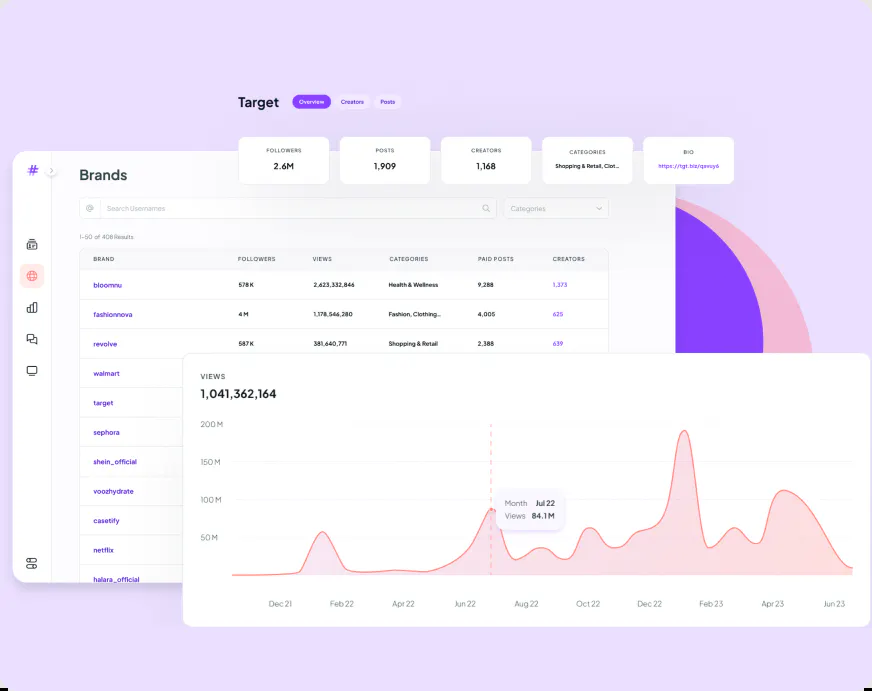 Target
Overview
Creators
Posts
FOLLOWERS
2.6M
POSTS
1,909
CREATORS
1,168
CATEGORIES
Shopping & Retail, Clot...
BIO
https://tgt.biz/qavuy6
#
Brands
@ Search Usernames
Categories
1-50 of 408 Results
BRAND FOLLOWERS VIEWS CATEGORIES PAID POSTS CREATORS
bloomnu 578K 2,623,332,846 Health & Wellness 9,288 1,373
fashionnova 4 M 1,178,546,280 Fashion, Clothing... 4,005 625
revolve 587K 381,640,771 Shopping & Retail 2,388 639
walmart
target
sephora
shein_official
voozhydrate
casetify
netflix
halara_official
VIEWS
1,041,362,164
200 M
150 M
100 M
50 M
Month Jul 22
Views 84.1 M
Dec 21 Feb 22 Apr 22 Jun 22 Aug 22 Oct 22 Dec 22 Feb 23 Apr 23 Jun 23